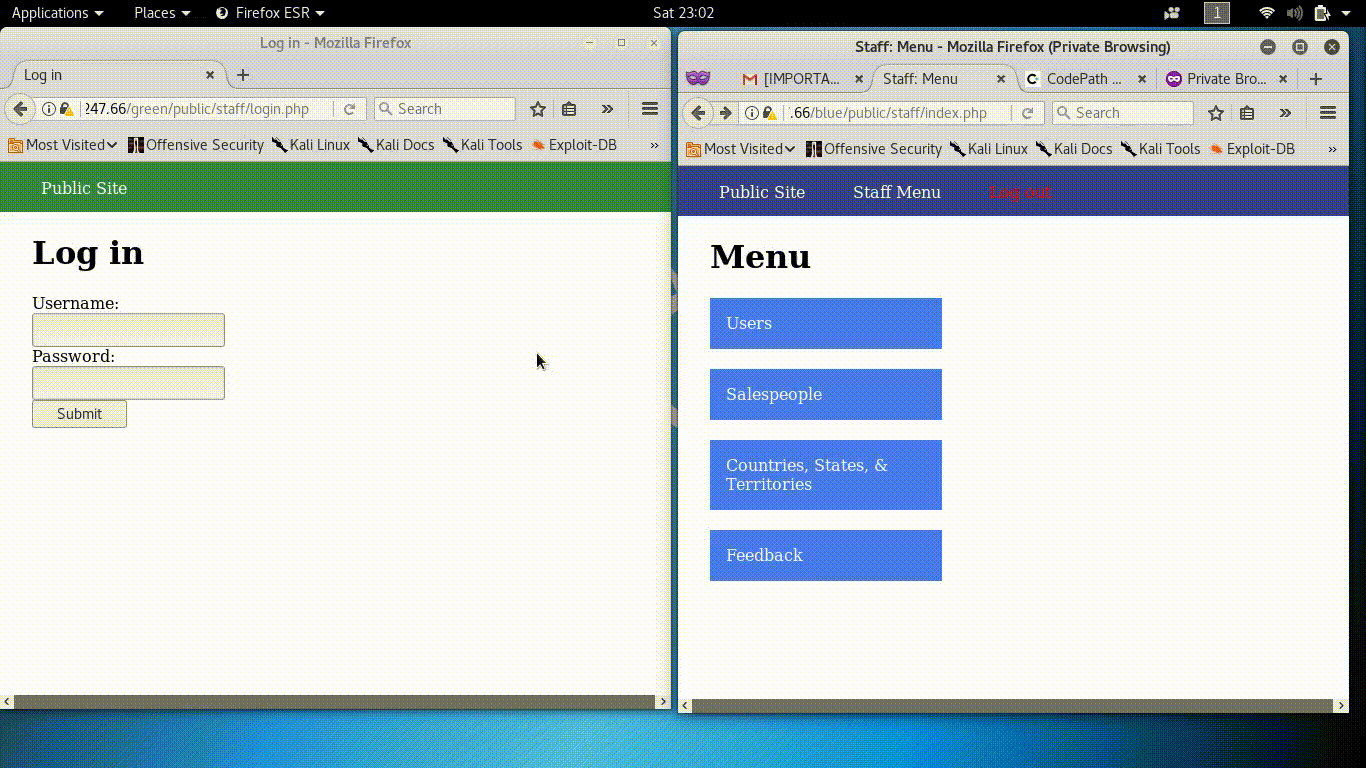 Applications Places Firefox ESR Sat 23:02 1
Log in - Mozilla Firefox
Log in
247.66/green/public/staff/login.php Search
Most Visited Offensive Security Kali Linux Kali Docs Kali Tools Exploit-DB »
Public Site
Log in
Username:
Password:
Submit
Staff: Menu - Mozilla Firefox (Private Browsing)
[IMPORTA... Staff: Menu CodePath ... Private Bro...
.66/blue/public/staff/index.php Search
Most Visited Offensive Security Kali Linux Kali Docs Kali Tools Exploit-DB »
Public Site Staff Menu Log out
Menu
Users
Salespeople
Countries, States, &
Territories
Feedback